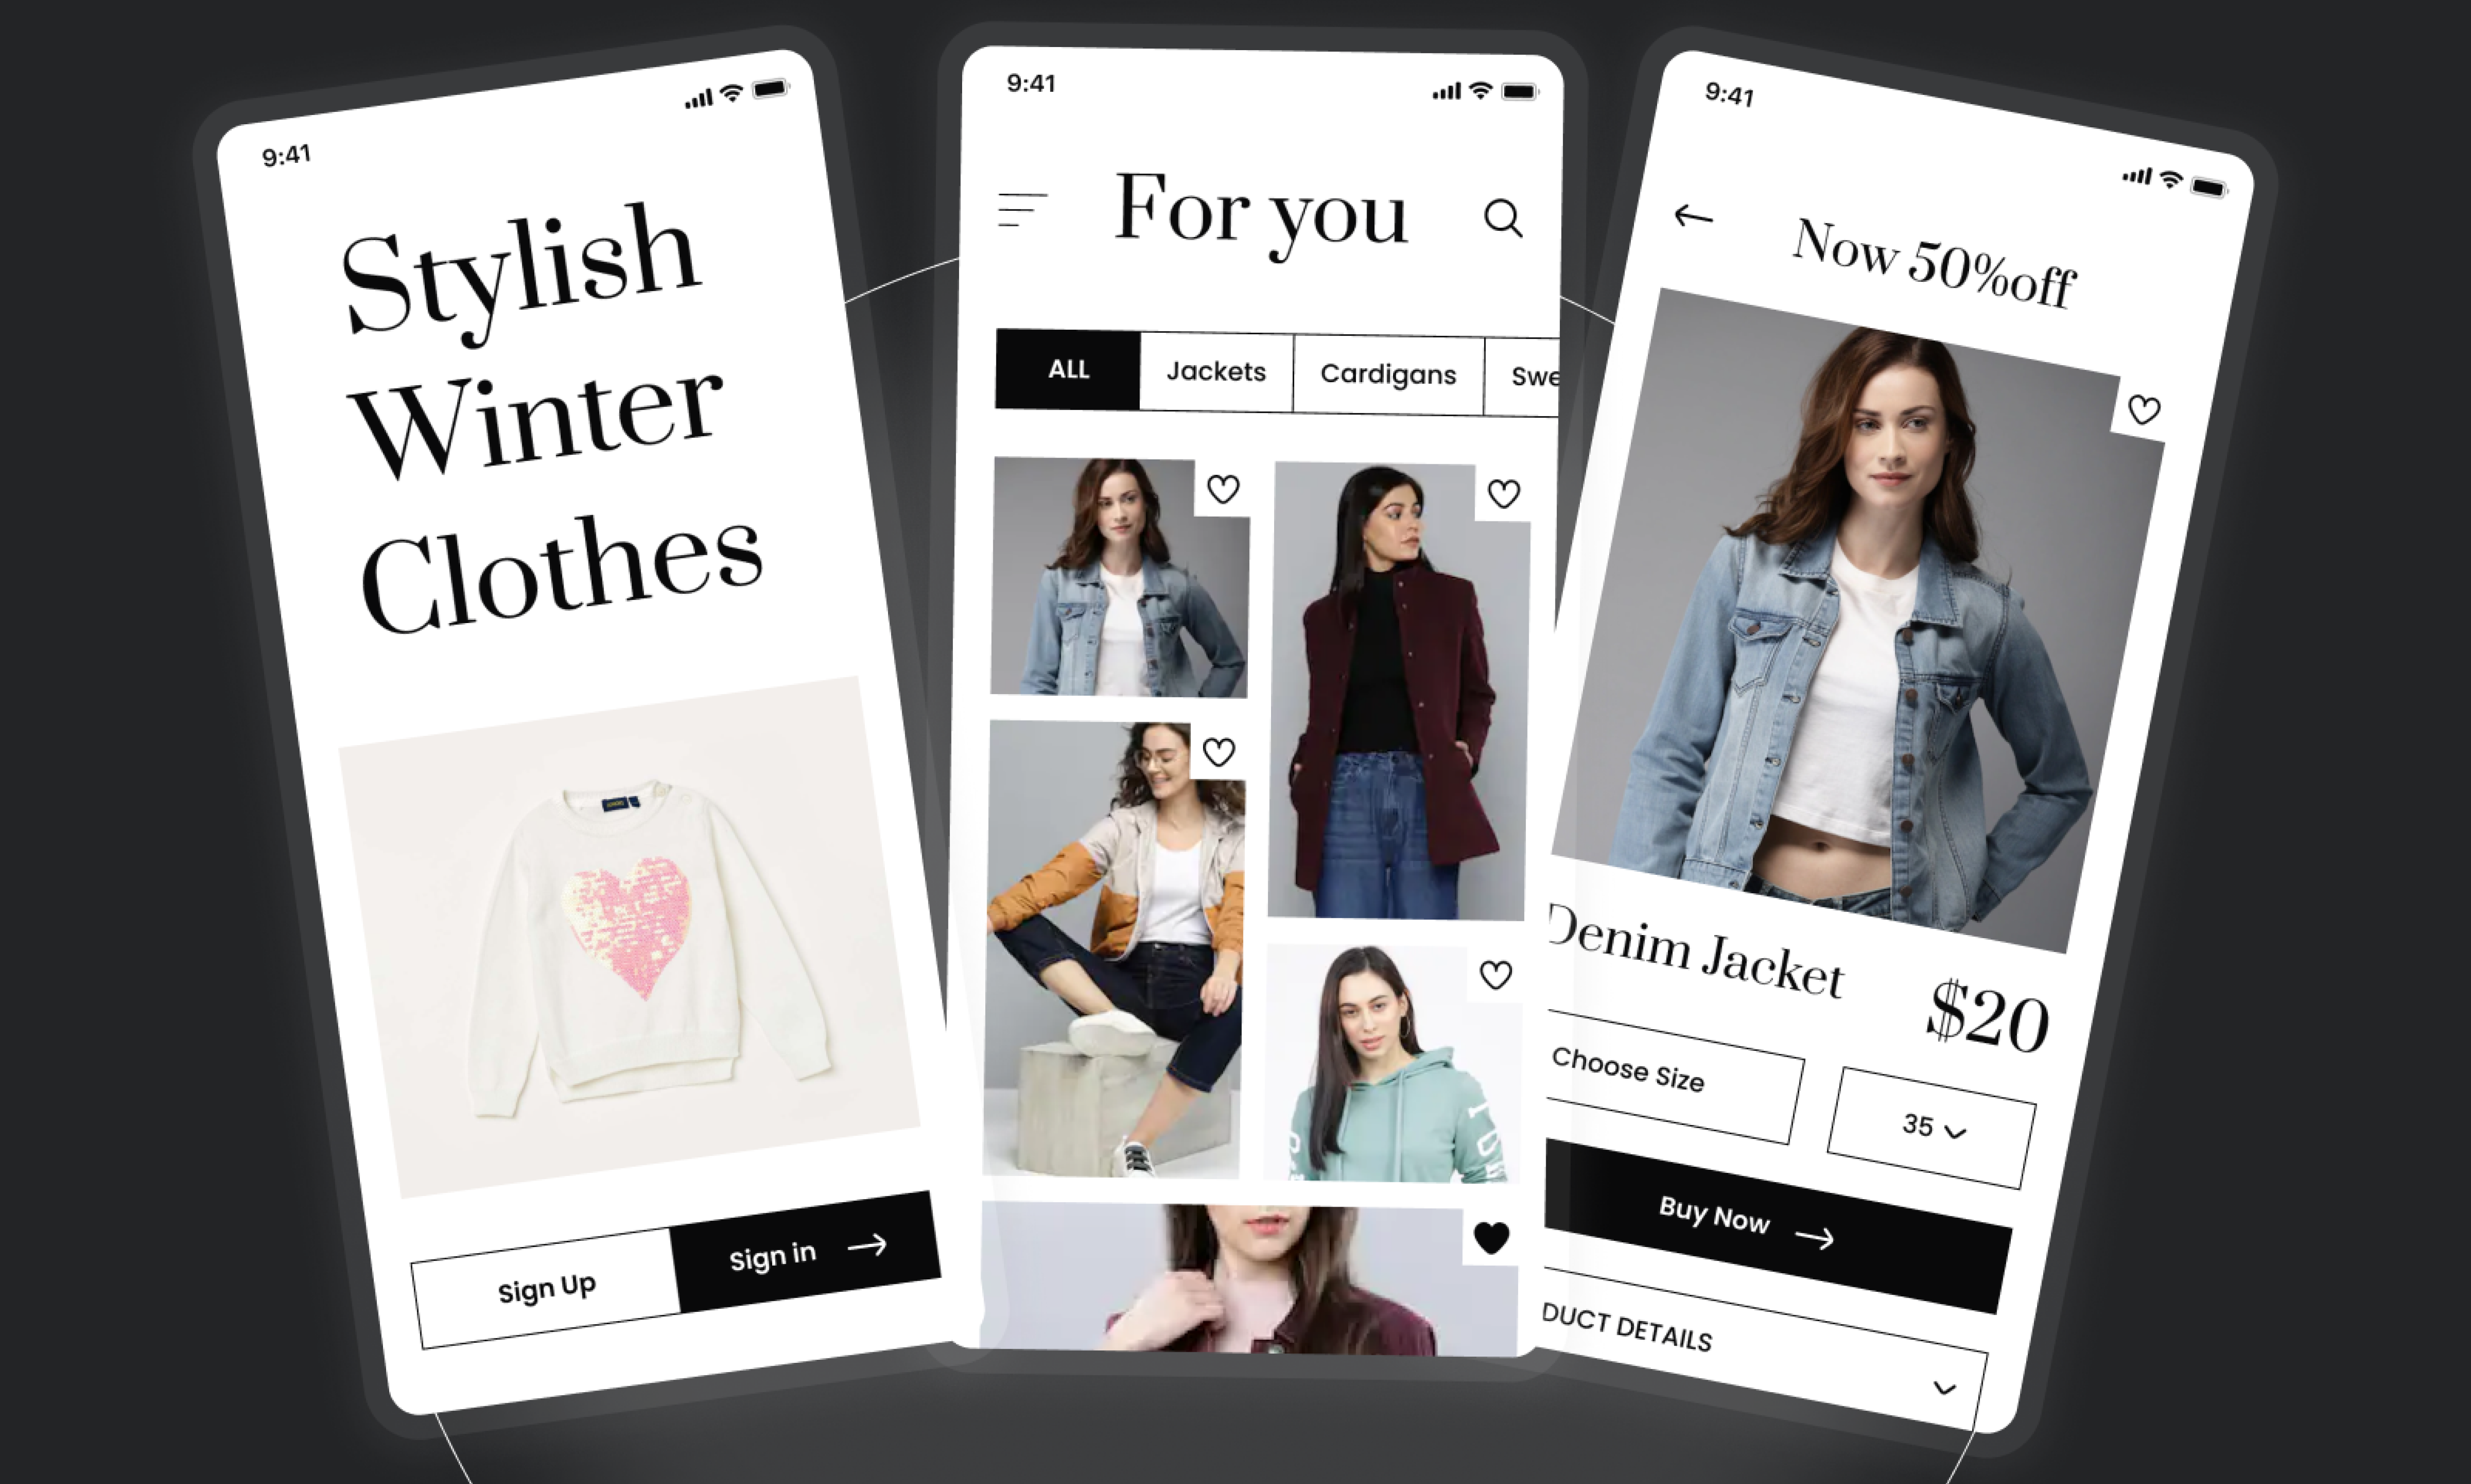 9:41
Stylish
Winter
Clothes
Sign Up
Sign in
9:41
For you
ALL
Jackets
Cardigans
Swe
9:41
Now 50%off
Denim Jacket
$20
Choose Size
35
Buy Now
DUCT DETAILS